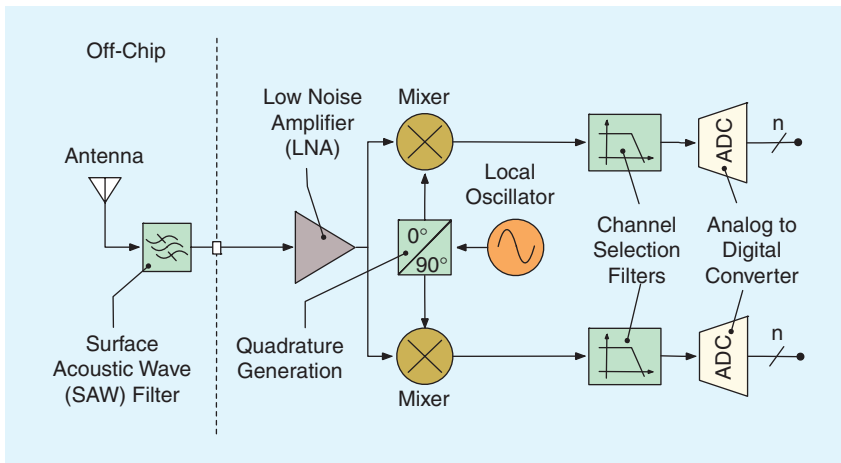 Off-Chip
Antenna
Surface
Acoustic Wave
(SAW) Filter
Low Noise
Amplifier
(LNA)
Quadrature
Generation
Mixer
0°
90°
Mixer
Local
Oscillator
Channel
Selection
Filters
ADC
n
Analog to
Digital
Converter
ADC
n